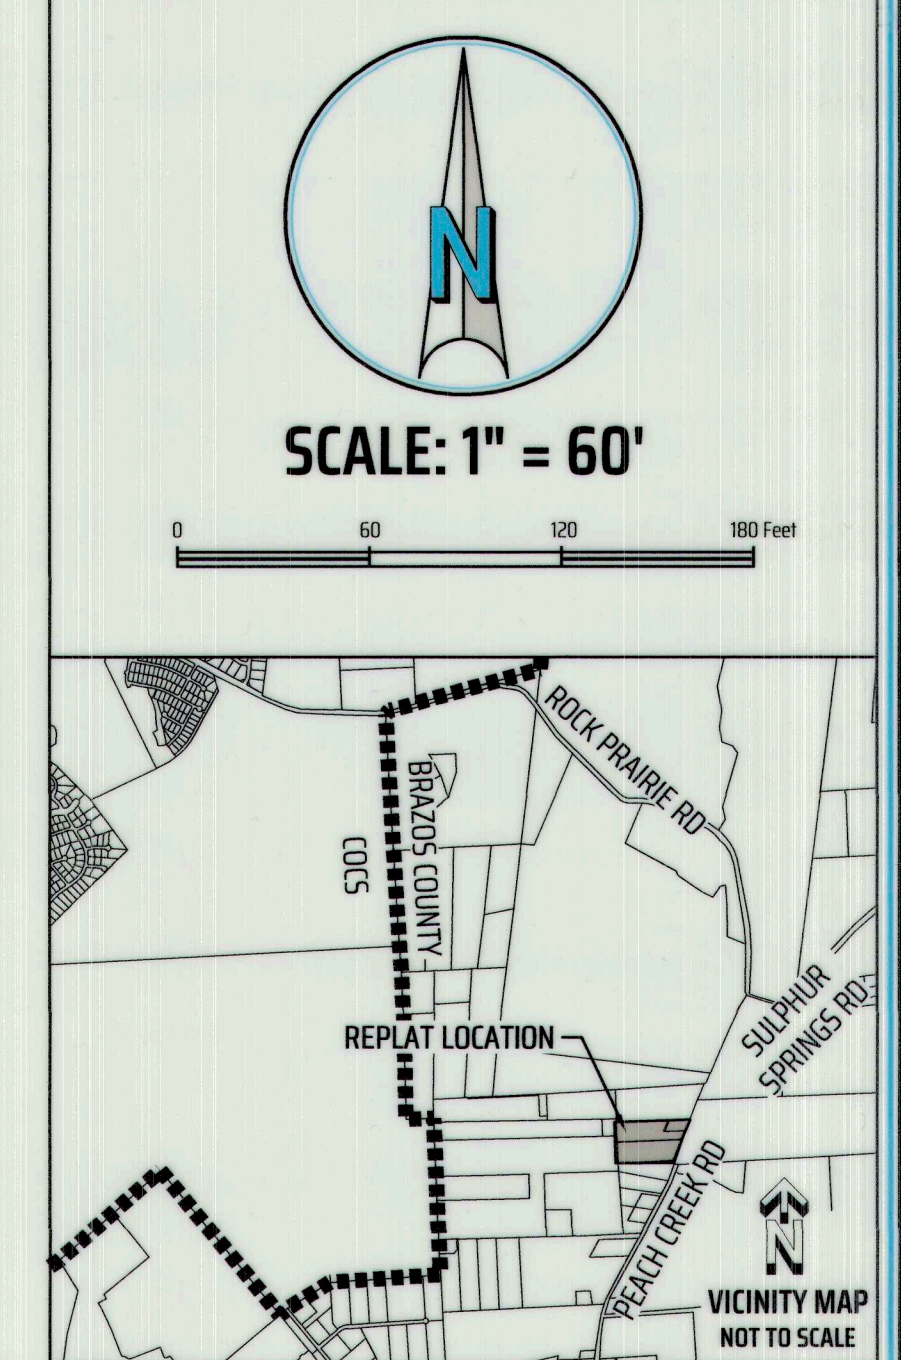 N
SCALE: 1" = 60'
0 60 120 180 Feet
ROCK PRAIRIE RD
BRAZOS COUNTY
COCS
SULPHUR
SPRINGS RD
REPLAT LOCATION
PEACH CREEK RD
N
VICINITY MAP
NOT TO SCALE